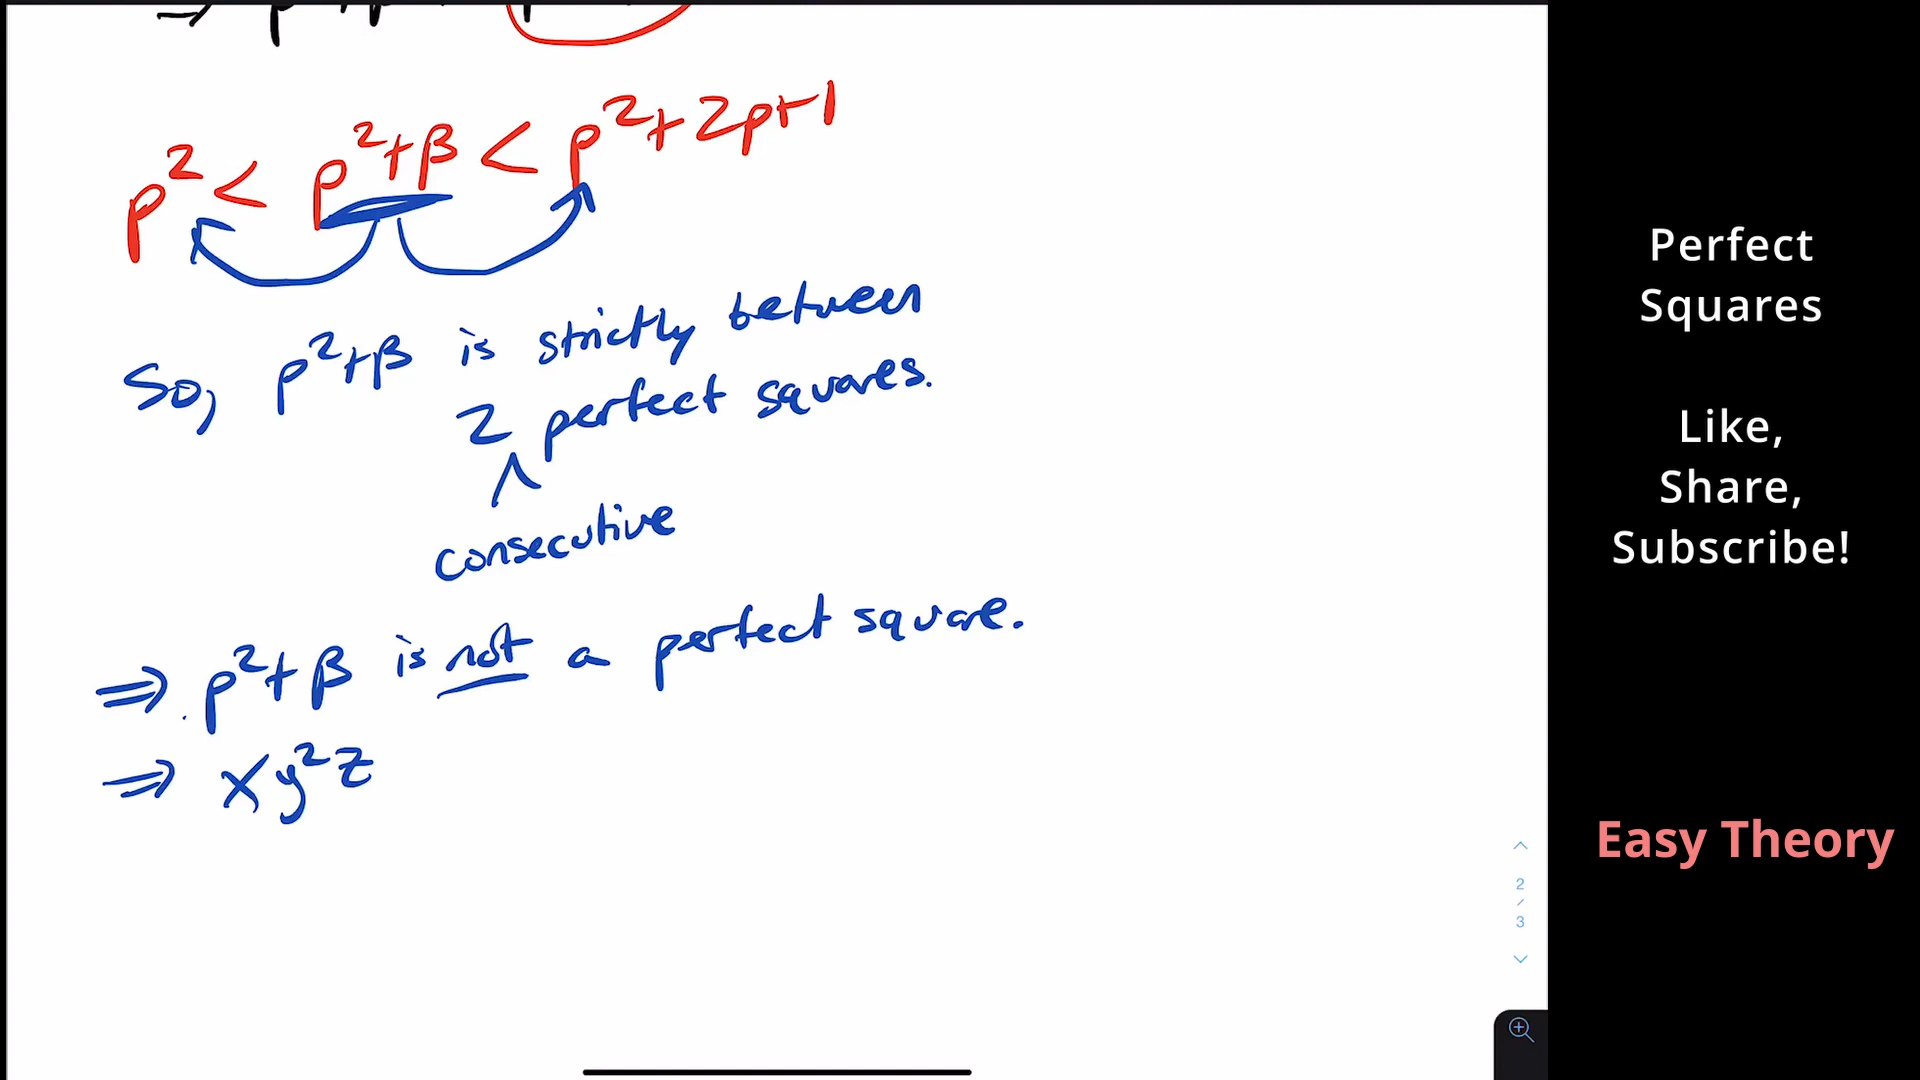 p² < p²+β < p²+2p+1
So, p²+β is strictly between
2 perfect squares.
^
consecutive
⇒ p²+β is not a perfect square.
⇒ xy²z
Perfect
Squares
Like,
Share,
Subscribe!
Easy Theory
2
/
3